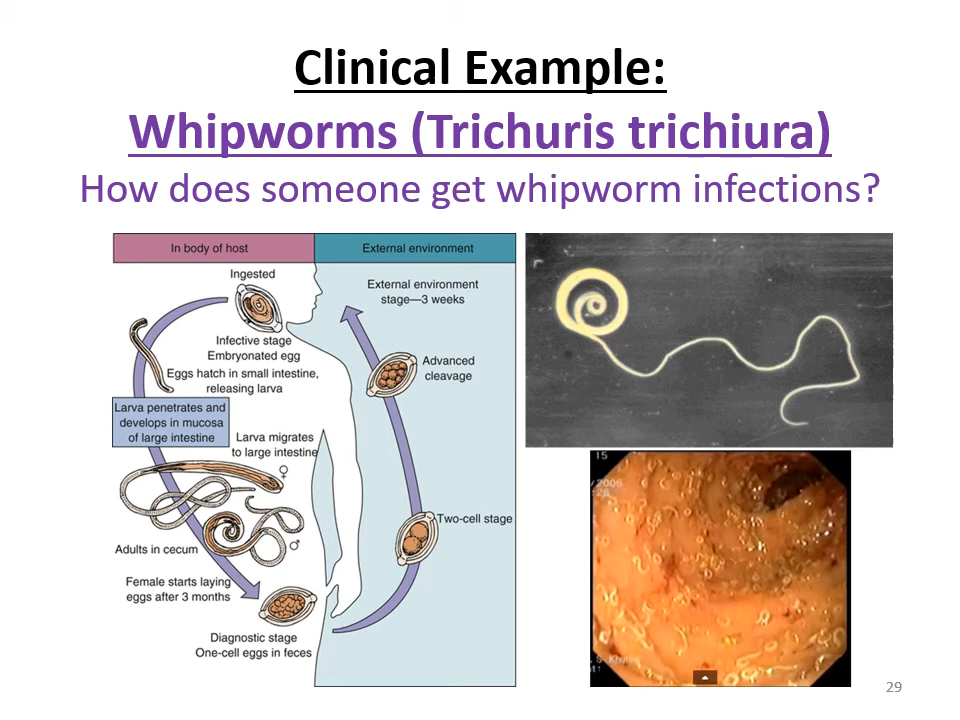 Clinical Example:
Whipworms (Trichuris trichiura)
How does someone get whipworm infections?
In body of host
External environment
Ingested
Infective stage
Embryonated egg
Eggs hatch in small intestine,
releasing larva
Larva penetrates and
develops in mucosa
of large intestine
Larva migrates
to large intestine
♀
Adults in cecum
♂
Female starts laying
eggs after 3 months
Diagnostic stage
One-cell eggs in feces
External environment
stage—3 weeks
Advanced
cleavage
Two-cell stage
15
/2006
29